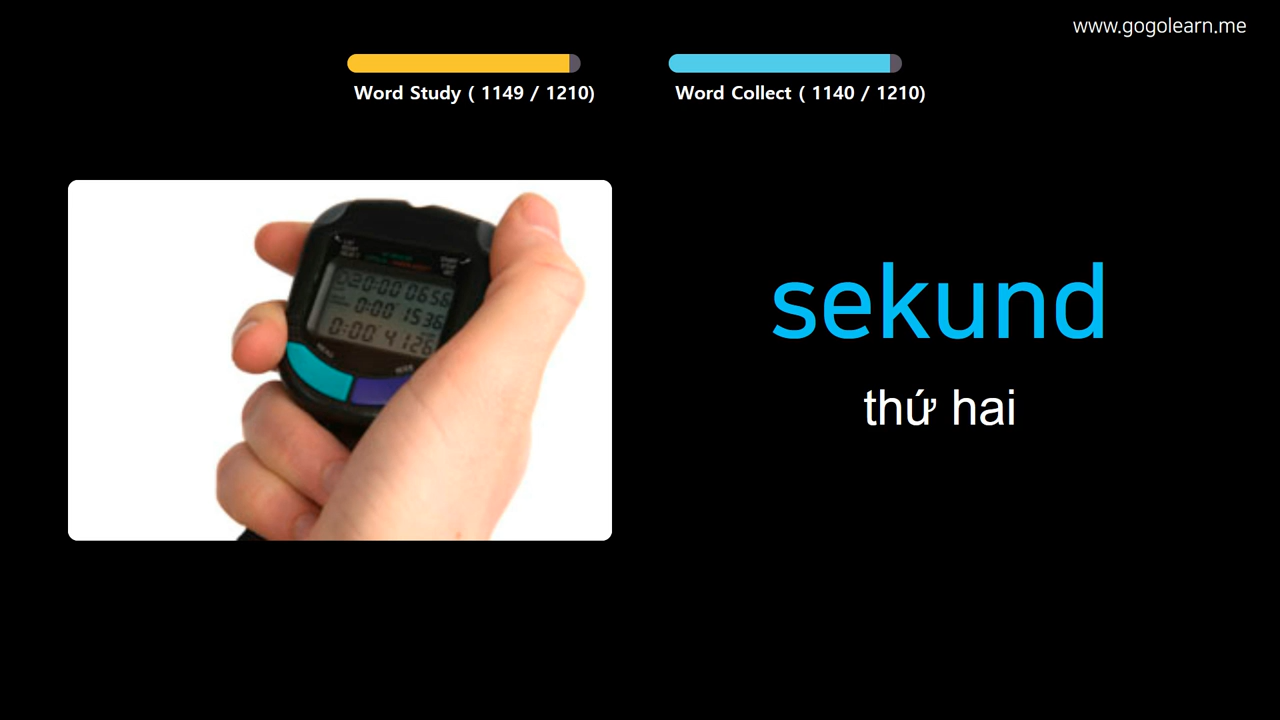 www.gogolearn.me
Word Study ( 1149 / 1210)
Word Collect ( 1140 / 1210)
sekund
thứ hai